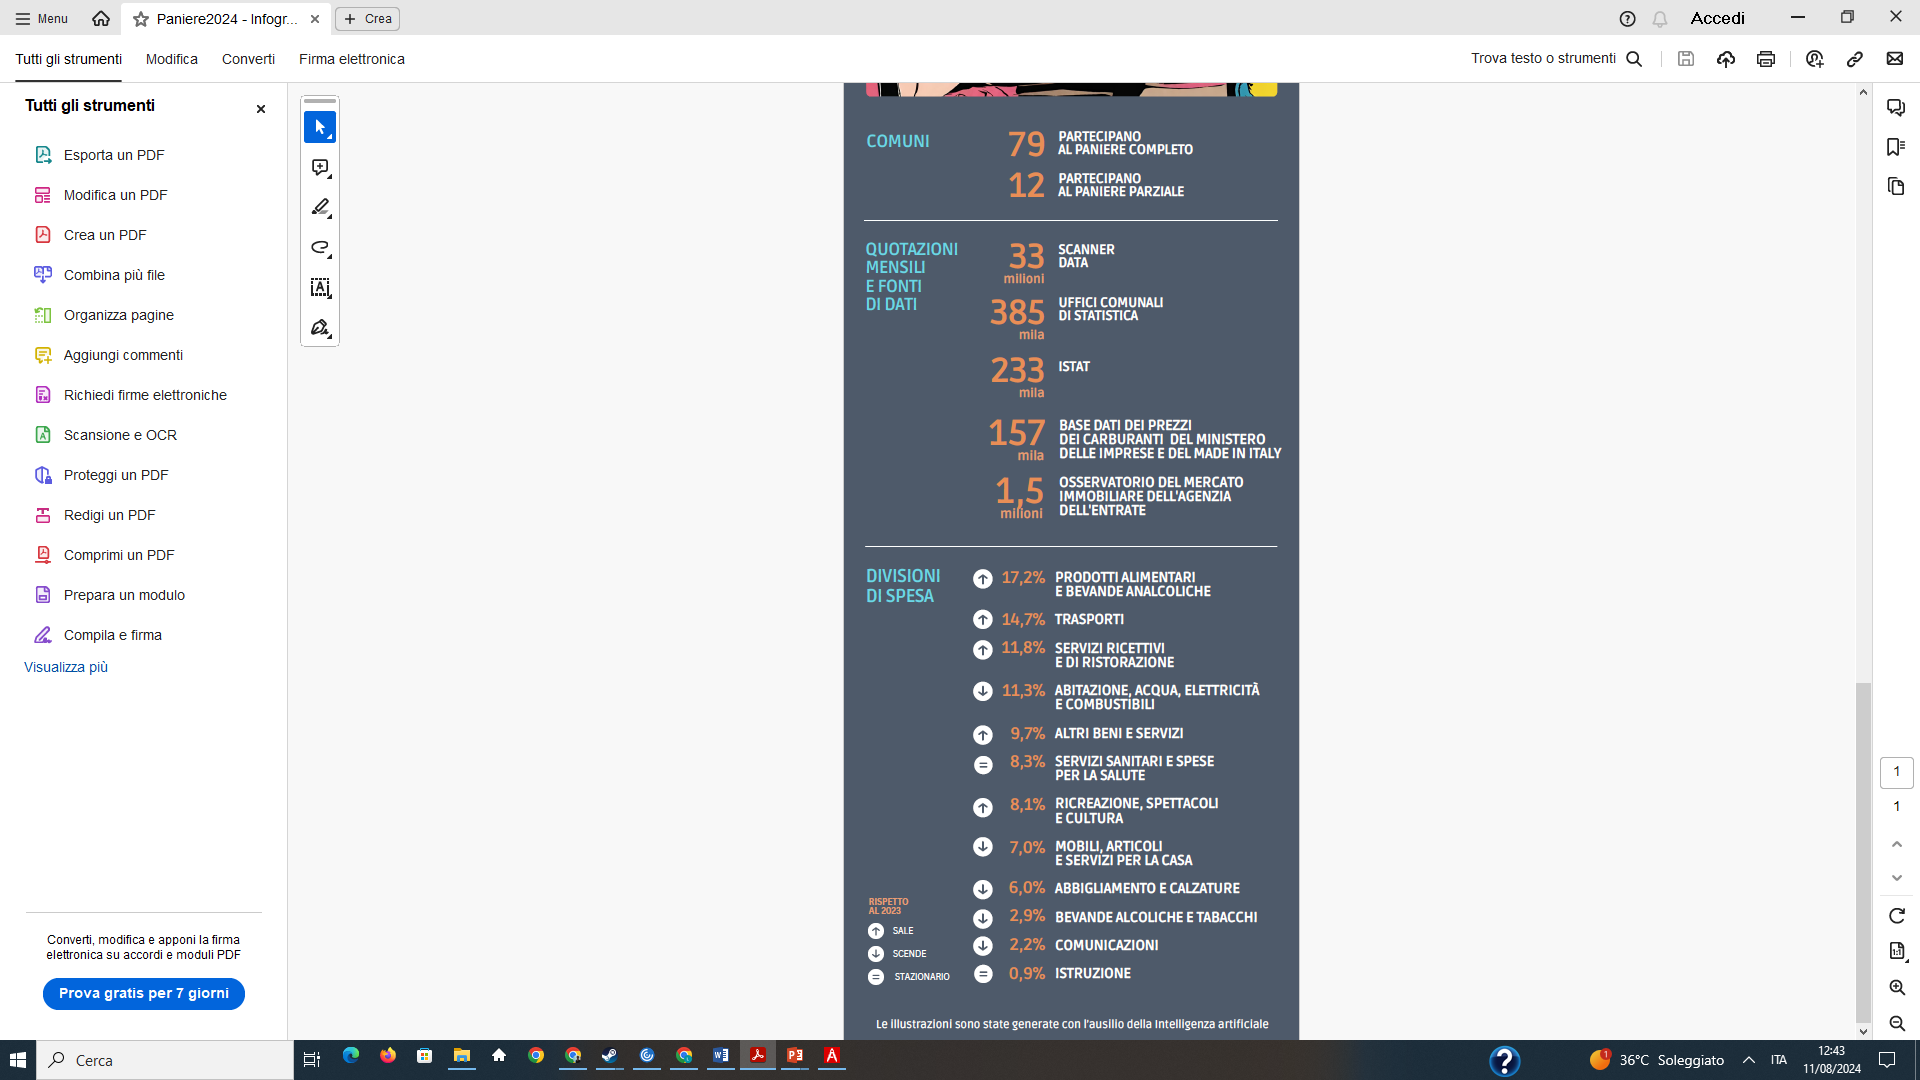 Menu
Paniere2024 - Infogr...
Crea
Accedi
Tutti gli strumenti
Modifica
Converti
Firma elettronica
Trova testo o strumenti
Tutti gli strumenti
Esporta un PDF
Modifica un PDF
Crea un PDF
Combina più file
Organizza pagine
Aggiungi commenti
Richiedi firme elettroniche
Scansione e OCR
Proteggi un PDF
Redigi un PDF
Comprimi un PDF
Prepara un modulo
Compila e firma
Visualizza più
Converti, modifica e apponi la firma
elettronica su accordi e moduli PDF
Prova gratis per 7 giorni
COMUNI
79 PARTECIPANO
AL PANIERE COMPLETO
12 PARTECIPANO
AL PANIERE PARZIALE
QUOTAZIONI
MENSILI
E FONTI
DI DATI
33
milioni
SCANNER
DATA
385
mila
UFFICI COMUNALI
DI STATISTICA
233
mila
ISTAT
157
mila
BASE DATI DEI PREZZI
DEI CARBURANTI DEL MINISTERO
DELLE IMPRESE E DEL MADE IN ITALY
1,5
milioni
OSSERVATORIO DEL MERCATO
IMMOBILIARE DELL'AGENZIA
DELL'ENTRATE
DIVISIONI
DI SPESA
17,2% PRODOTTI ALIMENTARI
E BEVANDE ANALCOLICHE
14,7% TRASPORTI
11,8% SERVIZI RICETTIVI
E DI RISTORAZIONE
11,3% ABITAZIONE, ACQUA, ELETTRICITÀ
E COMBUSTIBILI
9,7% ALTRI BENI E SERVIZI
8,3% SERVIZI SANITARI E SPESE
PER LA SALUTE
8,1% RICREAZIONE, SPETTACOLI
E CULTURA
7,0% MOBILI, ARTICOLI
E SERVIZI PER LA CASA
6,0% ABBIGLIAMENTO E CALZATURE
2,9% BEVANDE ALCOLICHE E TABACCHI
2,2% COMUNICAZIONI
0,9% ISTRUZIONE
RISPETTO
AL 2023
SALE
SCENDE
STAZIONARIO
Le illustrazioni sono state generate con l'ausilio della Intelligenza artificiale
1
1
Cerca
36°C Soleggiato
ITA
12:43
11/08/2024